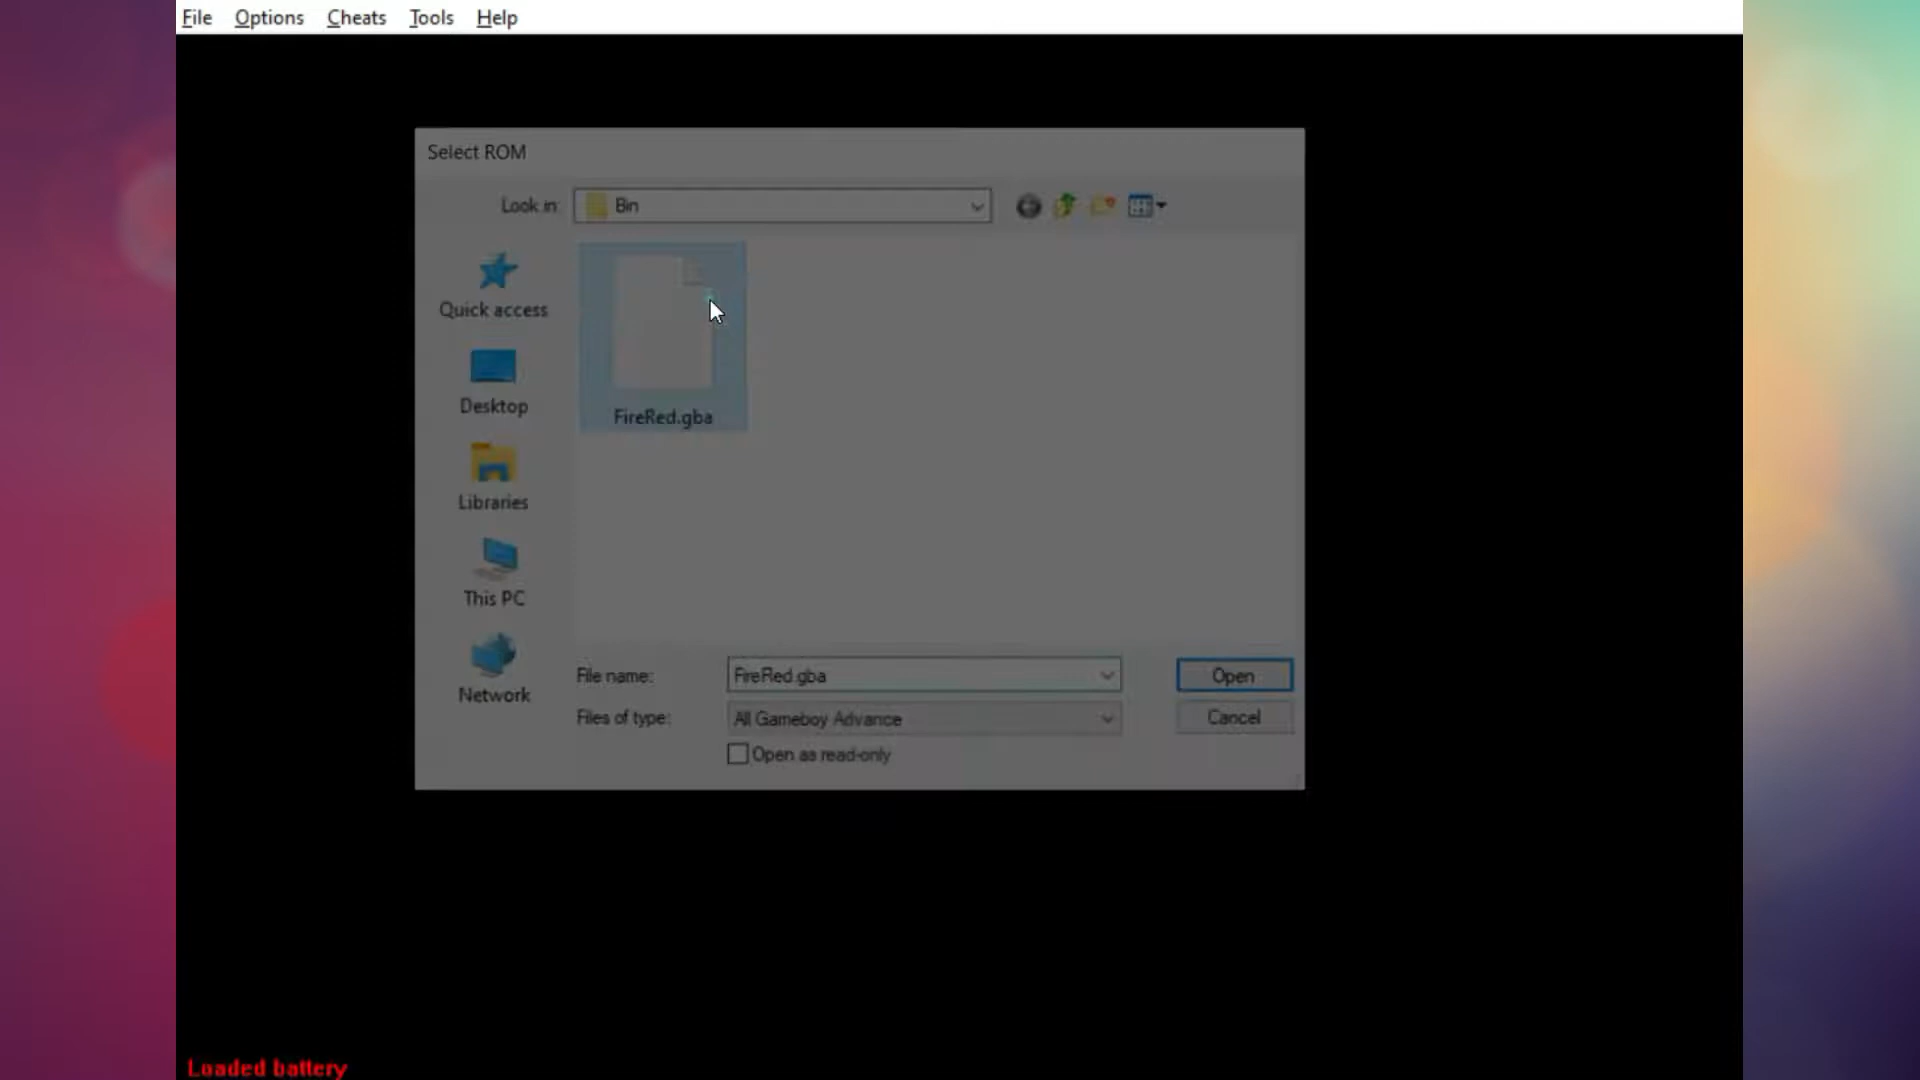 File Options Cheats Tools Help
Select ROM
Look in: Bin
Quick access
FireRed.gba
Desktop
Libraries
This PC
Network
File name: FireRed.gba Open
Files of type: All Gameboy Advance Cancel
Open as read-only
Loaded battery